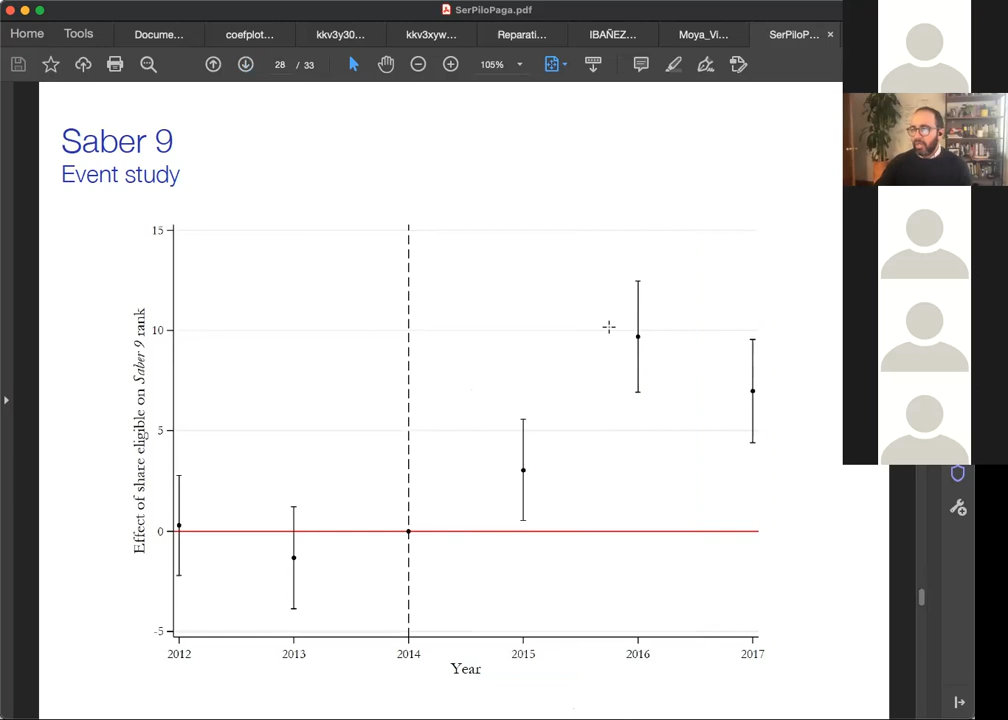 SerPiloPaga.pdf
Home Tools Docume... coefplot... kkv3y30... kkv3xyw... Reparati... IBAÑEZ... Moya_Vi... SerPiloP... ×
28 / 33 105%
Saber 9
Event study
Effect of share eligible on Saber 9 rank
15
10
5
0
-5
2012 2013 2014 2015 2016 2017
Year